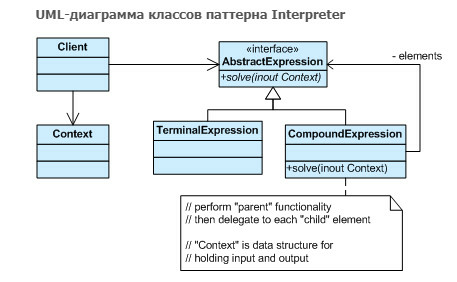 UML-диаграмма классов паттерна Interpreter
Client
«interface»
AbstractExpression
+solve(inout Context)
- elements
Context
TerminalExpression
CompoundExpression
+solve(inout Context)
// perform "parent" functionality
// then delegate to each "child" element
// "Context" is data structure for
// holding input and output